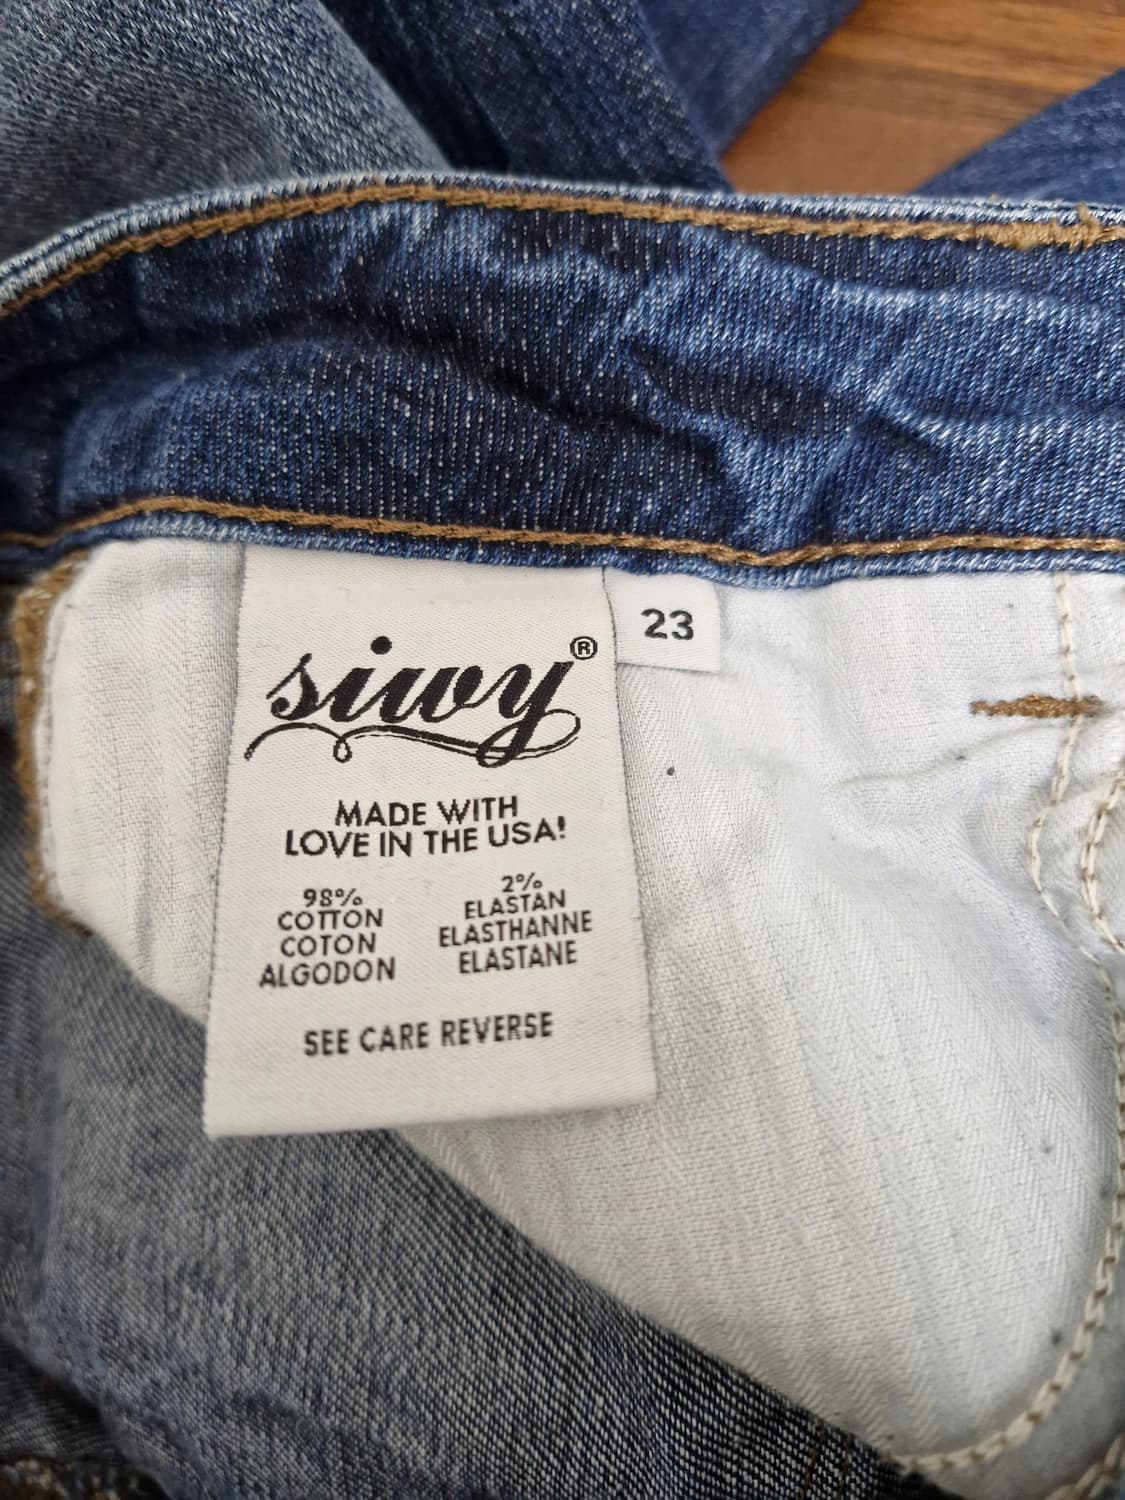 siwy®
23
MADE WITH
LOVE IN THE USA!
98%
COTTON
COTON
ALGODON
2%
ELASTAN
ELASTHANNE
ELASTANE
SEE CARE REVERSE